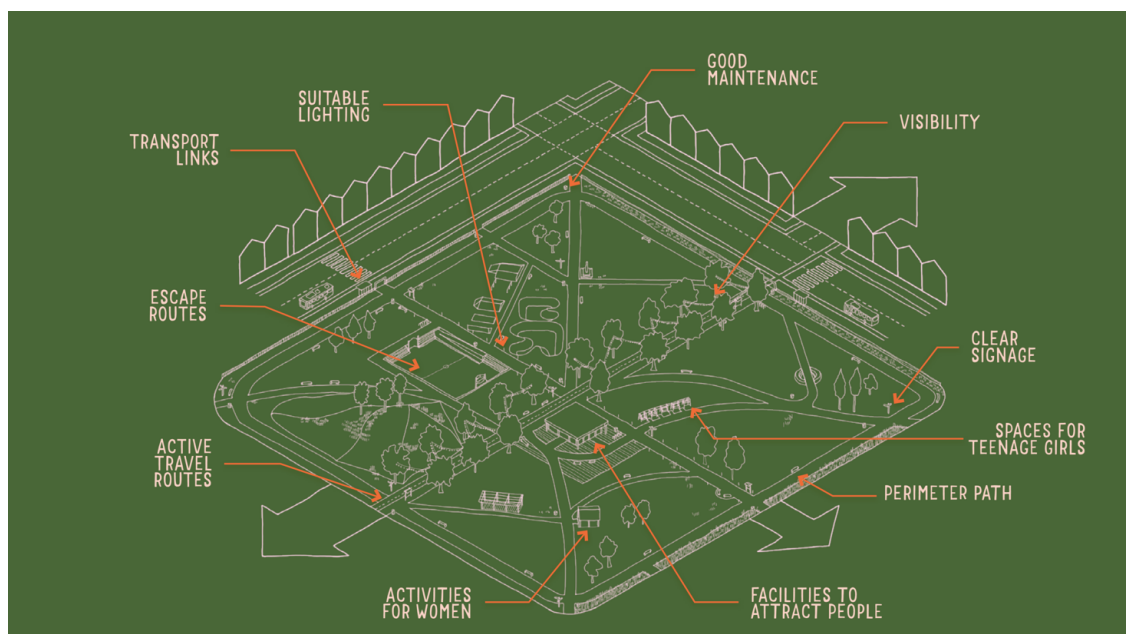 GOOD
MAINTENANCE
SUITABLE
LIGHTING
VISIBILITY
TRANSPORT
LINKS
ESCAPE
ROUTES
CLEAR
SIGNAGE
SPACES FOR
TEENAGE GIRLS
ACTIVE
TRAVEL
ROUTES
PERIMETER PATH
ACTIVITIES
FOR WOMEN
FACILITIES TO
ATTRACT PEOPLE